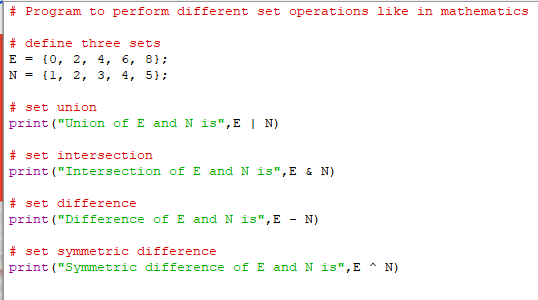 # Program to perform different set operations like in mathematics
# define three sets
E = {0, 2, 4, 6, 8};
N = {1, 2, 3, 4, 5};
# set union
print("Union of E and N is",E | N)
# set intersection
print("Intersection of E and N is",E & N)
# set difference
print("Difference of E and N is",E - N)
# set symmetric difference
print("Symmetric difference of E and N is",E ^ N)